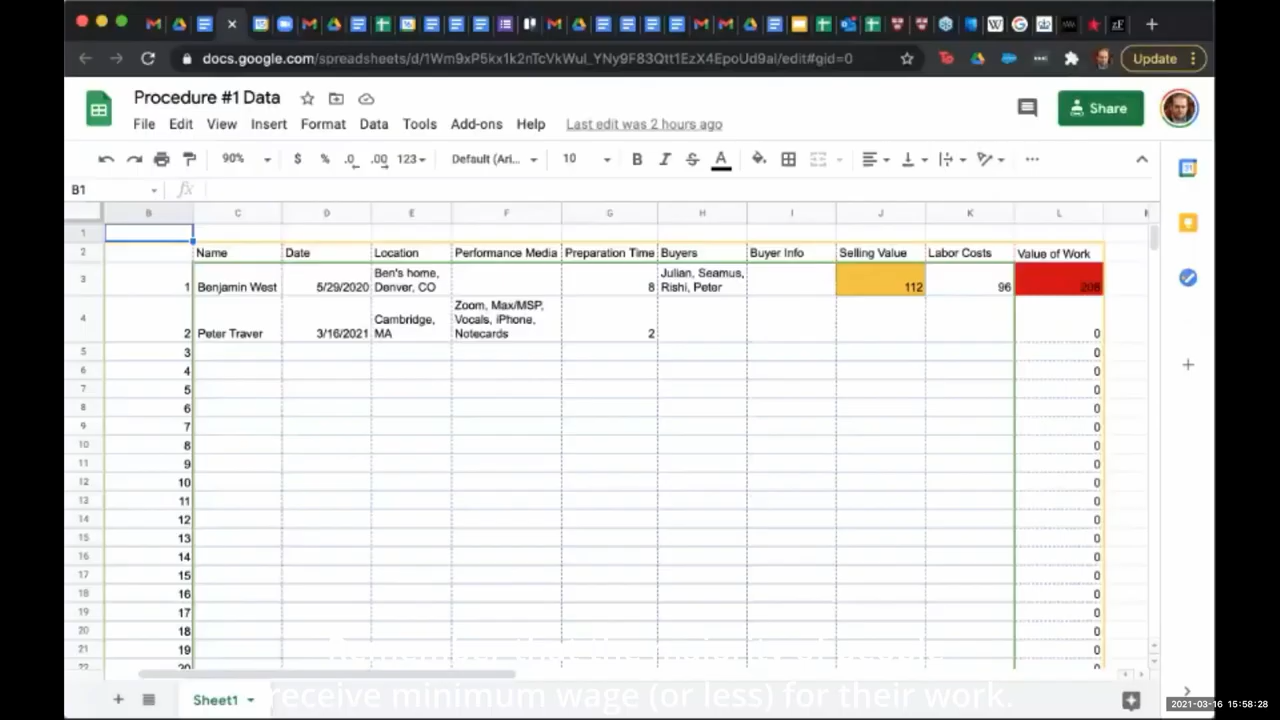 docs.google.com/spreadsheets/d/1Wm9xP5kx1k2nTcVkWuI_YNy9F83Qtt1EzX4EpoUd9aI/edit#gid=0
Update
Procedure #1 Data
File Edit View Insert Format Data Tools Add-ons Help Last edit was 2 hours ago
Share
90% $ % .0 .00 123 Default (Ari... 10 B I S A
B1 fx
B C D E F G H I J K L
1
2 Name Date Location Performance Media Preparation Time Buyers Buyer Info Selling Value Labor Costs Value of Work
3 1 Benjamin West 5/29/2020 Ben's home, Denver, CO 8 Julian, Seamus, Rishi, Peter 112 96 208
4 2 Peter Traver 3/16/2021 Cambridge, MA Zoom, Max/MSP, Vocals, iPhone, Notecards 2 0
5 3 0
6 4 0
7 5 0
8 6 0
9 7 0
10 8 0
11 9 0
12 10 0
13 11 0
14 12 0
15 13 0
16 14 0
17 15 0
18 16 0
19 17 0
20 18 0
21 19 0
22 20 0
receive minimum wage (or less) for their work.
Sheet1
2021-03-16 15:58:28